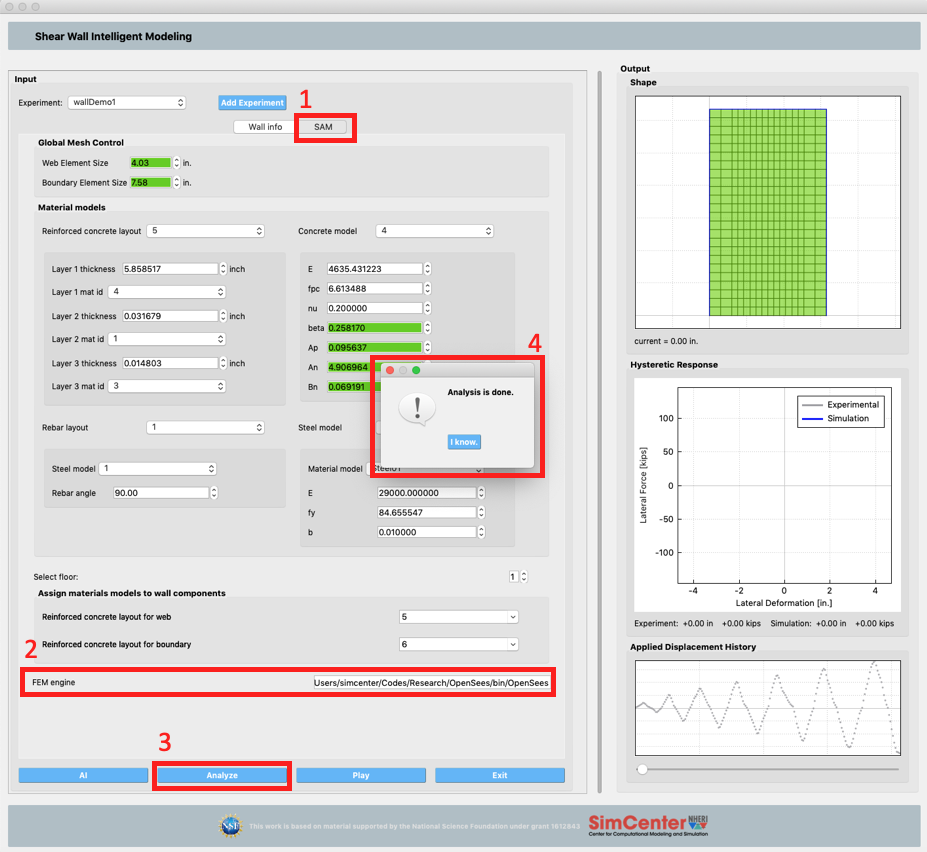 Shear Wall Intelligent Modeling
Input
Experiment: wallDemo1 Add Experiment
1
Wall info SAM
Global Mesh Control
Web Element Size 4.03 in.
Boundary Element Size 7.58 in.
Material models
Reinforced concrete layout 5
Concrete model 4
Layer 1 thickness 5.858517 inch
Layer 1 mat id 4
Layer 2 thickness 0.031679 inch
Layer 2 mat id 1
Layer 3 thickness 0.014803 inch
Layer 3 mat id 3
E 4635.431223
fpc 6.613488
nu 0.200000
beta 0.258170
Ap 0.095637
An 4.906964
Bn 0.069191
4
Analysis is done.
I know.
Rebar layout 1
Steel model
Steel model 1
Rebar angle 90.00
Material model Steel01
E 29000.000000
fy 84.655547
b 0.010000
Select floor: 1
Assign materials models to wall components
Reinforced concrete layout for web 5
Reinforced concrete layout for boundary 6
2
FEM engine Users/simcenter/Codes/Research/OpenSees/bin/OpenSees
3
AI Analyze Play Exit
Output
Shape
current = 0.00 in.
Hysteretic Response
Experimental
Simulation
Lateral Force [kips]
100
50
0
-50
-100
-4 -2 0 2 4
Lateral Deformation [in.]
Experiment: +0.00 in +0.00 kips Simulation: +0.00 in +0.00 kips
Applied Displacement History
NSF
This work is based on material supported by the National Science Foundation under grant 1612843
SimCenter NHERI
Center for Computational Modeling and Simulation